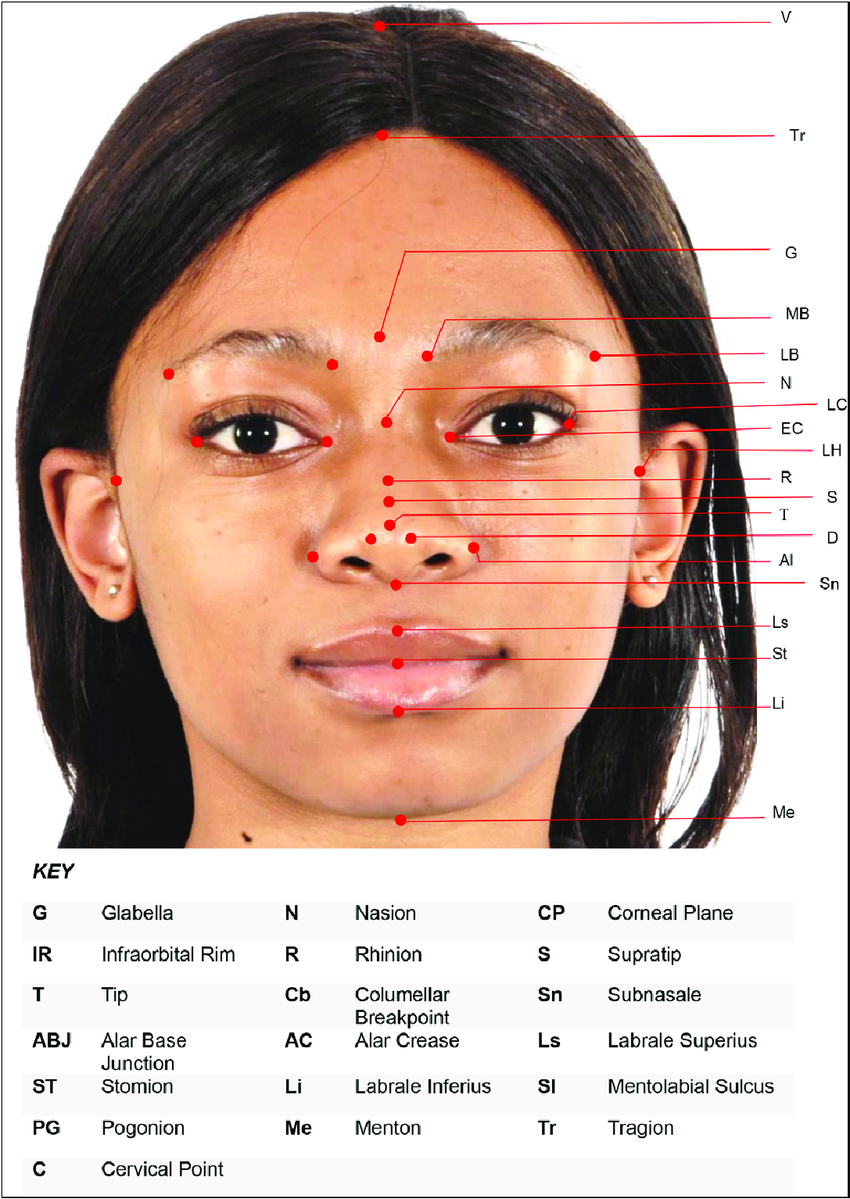 V
Tr
G
MB
LB
N
LC
EC
LH
R
S
T
D
Al
Sn
Ls
St
Li
Me
KEY
G Glabella N Nasion CP Corneal Plane
IR Infraorbital Rim R Rhinion S Supratip
T Tip Cb Columellar Breakpoint Sn Subnasale
ABJ Alar Base Junction AC Alar Crease Ls Labrale Superius
ST Stomion Li Labrale Inferius Sl Mentolabial Sulcus
PG Pogonion Me Menton Tr Tragion
C Cervical Point